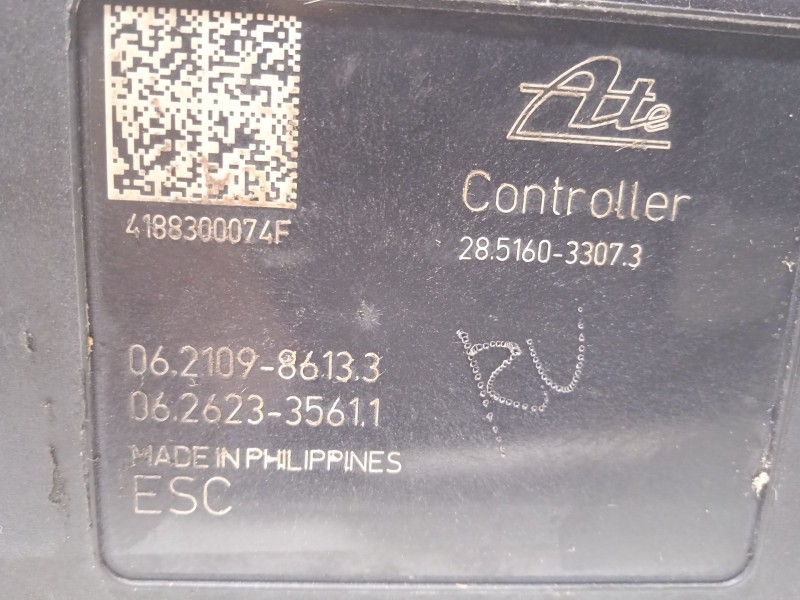 Ate
Controller
28.5160-3307.3
4188300074F
06.2109-8613.3
06.2623-3561.1
MADE IN PHILIPPINES
ESC